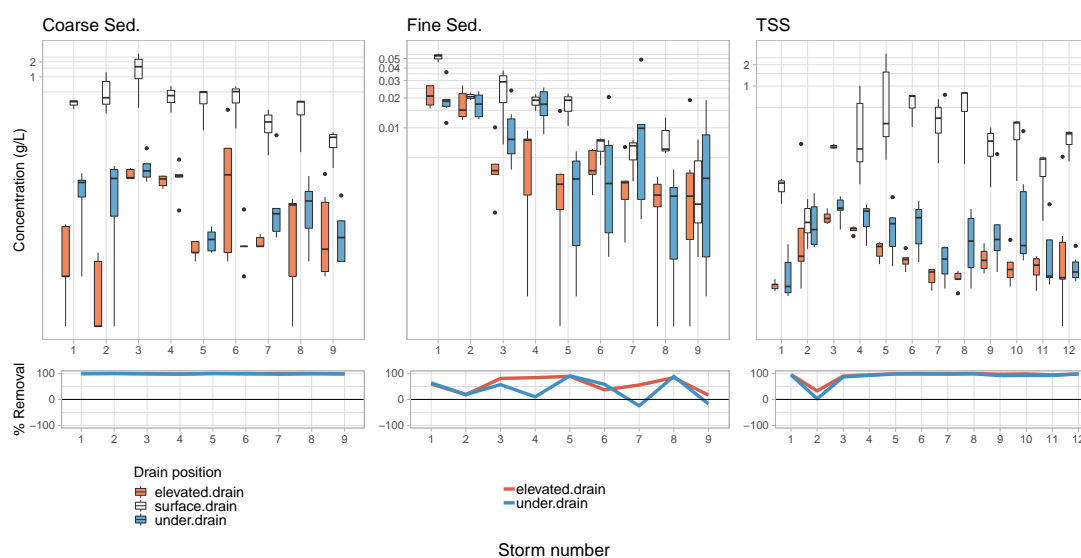 Coarse Sed.
Fine Sed.
TSS
Concentration (g/L)
2
1
0.05
0.04
0.03
0.02
0.01
2
1
1 2 3 4 5 6 7 8 9
1 2 3 4 5 6 7 8 9
1 2 3 4 5 6 7 8 9 10 11 12
% Removal
100
0
−100
100
0
−100
100
0
−100
1 2 3 4 5 6 7 8 9
1 2 3 4 5 6 7 8 9
1 2 3 4 5 6 7 8 9 10 11 12
Drain position
elevated.drain
surface.drain
under.drain
elevated.drain
under.drain
Storm number